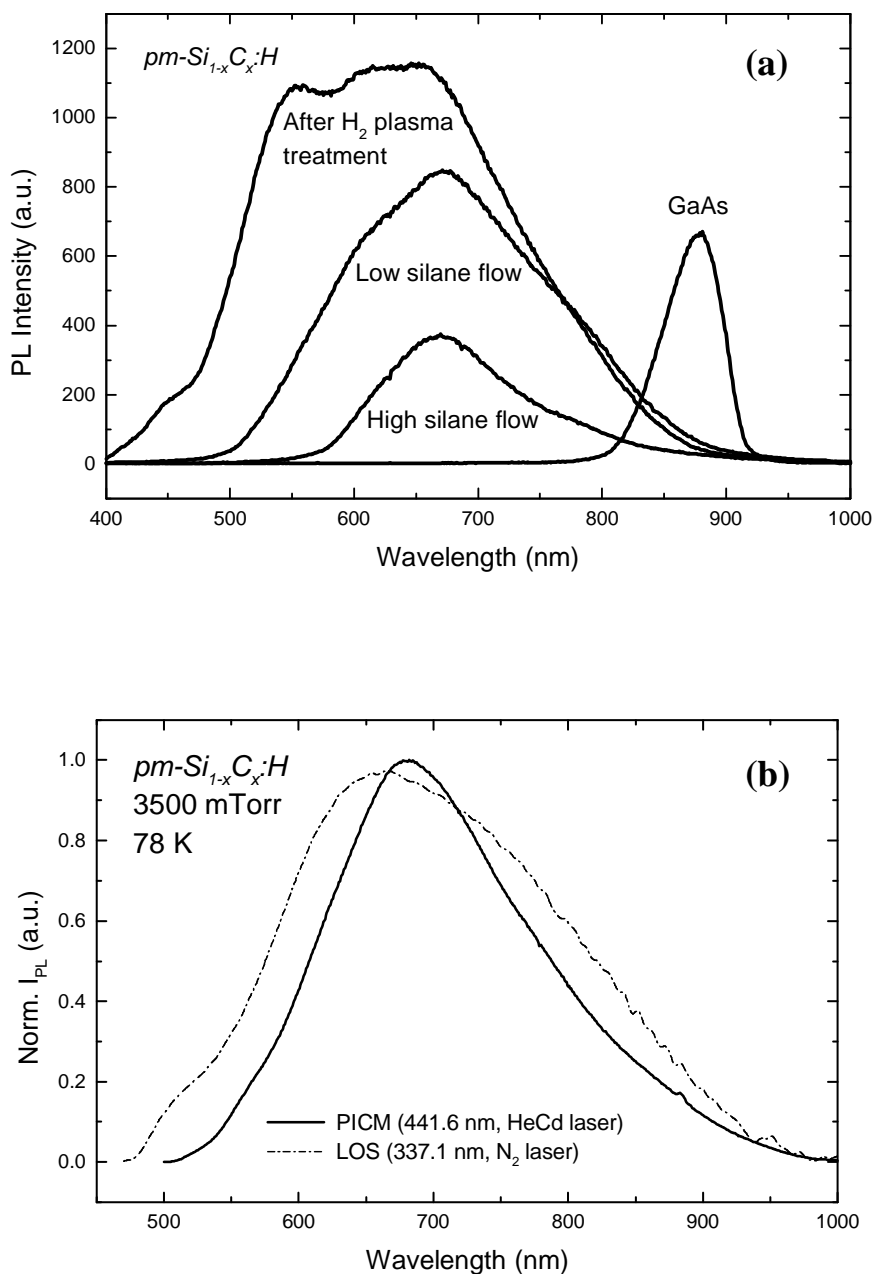 pm-Si1-xCx:H
(a)
After H2 plasma
treatment
GaAs
Low silane flow
High silane flow
PL Intensity (a.u.)
1200
1000
800
600
400
200
0
400 500 600 700 800 900 1000
Wavelength (nm)
pm-Si1-xCx:H
3500 mTorr
78 K
(b)
Norm. IPL (a.u.)
1.0
0.8
0.6
0.4
0.2
0.0
PICM (441.6 nm, HeCd laser)
LOS (337.1 nm, N2 laser)
500 600 700 800 900 1000
Wavelength (nm)